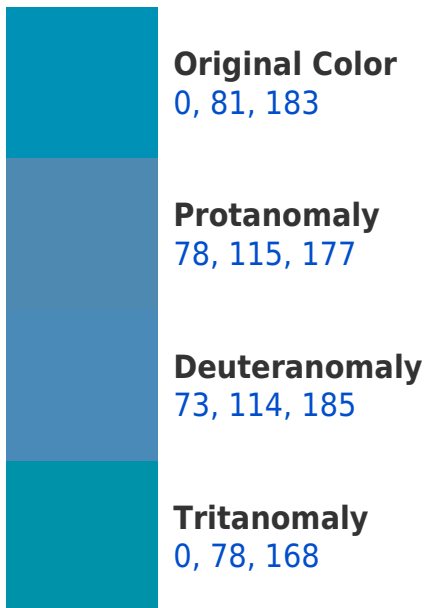 Original Color
0, 81, 183
Protanomaly
78, 115, 177
Deuteranomaly
73, 114, 185
Tritanomaly
0, 78, 168